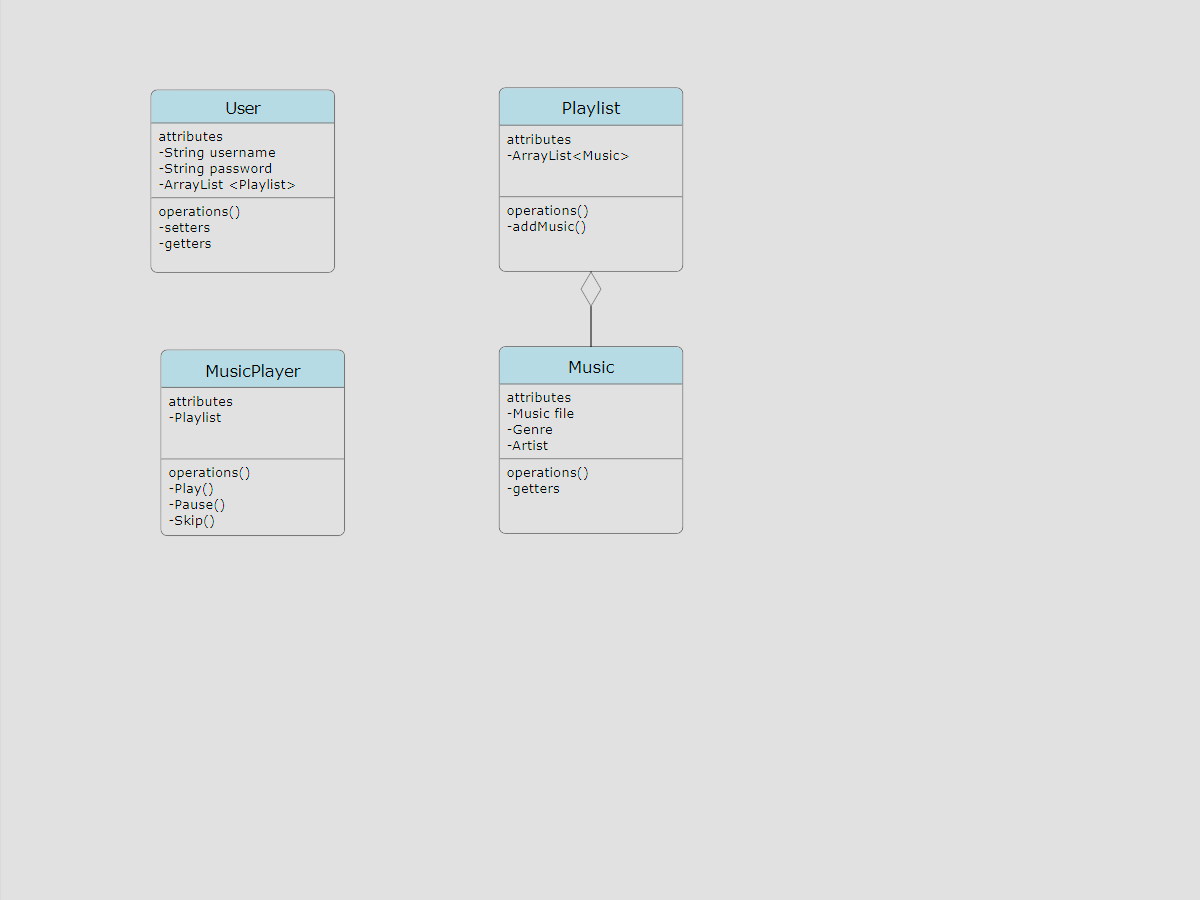 User
attributes
-String username
-String password
-ArrayList <Playlist>
operations()
-setters
-getters
Playlist
attributes
-ArrayList<Music>
operations()
-addMusic()
MusicPlayer
attributes
-Playlist
operations()
-Play()
-Pause()
-Skip()
Music
attributes
-Music file
-Genre
-Artist
operations()
-getters